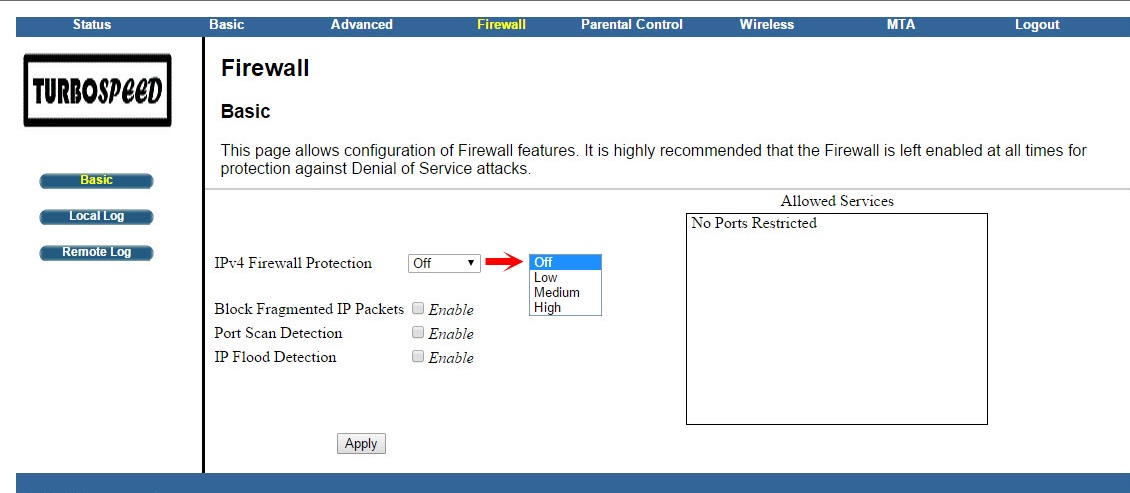 Status Basic Advanced Firewall Parental Control Wireless MTA Logout
TURBOSPEED
Basic
Local Log
Remote Log
Firewall
Basic
This page allows configuration of Firewall features. It is highly recommended that the Firewall is left enabled at all times for
protection against Denial of Service attacks.
Allowed Services
No Ports Restricted
IPv4 Firewall Protection Off
Off
Low
Medium
High
Block Fragmented IP Packets Enable
Port Scan Detection Enable
IP Flood Detection Enable
Apply